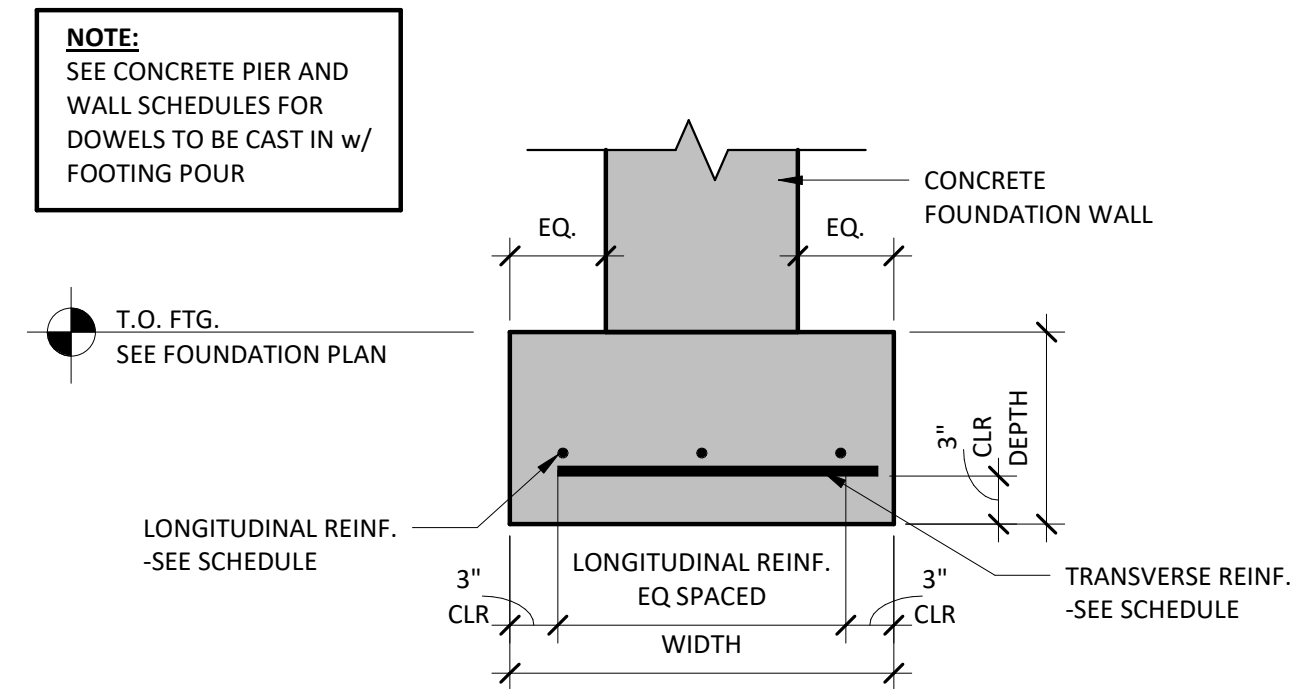 NOTE:
SEE CONCRETE PIER AND
WALL SCHEDULES FOR
DOWELS TO BE CAST IN w/
FOOTING POUR
CONCRETE
FOUNDATION WALL
EQ.
EQ.
T.O. FTG.
SEE FOUNDATION PLAN
3"
CLR
DEPTH
LONGITUDINAL REINF.
-SEE SCHEDULE
3"
CLR
LONGITUDINAL REINF.
EQ SPACED
3"
CLR
TRANSVERSE REINF.
-SEE SCHEDULE
WIDTH